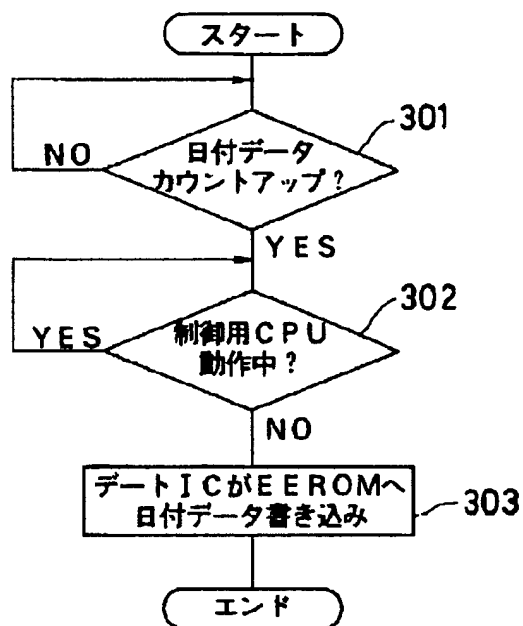 スタート
301
日付データ
カウントアップ?
NO
YES
302
制御用CPU
動作中?
YES
NO
デートICがEEROMへ
日付データ書き込み
303
エンド